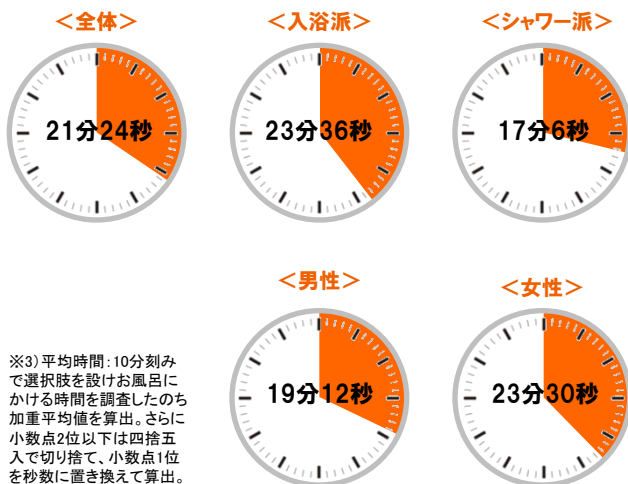 ＜全体＞
21分24秒
＜入浴派＞
23分36秒
＜シャワー派＞
17分6秒
＜男性＞
19分12秒
＜女性＞
23分30秒
※3）平均時間：10分刻み
で選択肢を設けお風呂に
かける時間を調査したのち
加重平均値を算出。さらに
小数点2位以下は四捨五
入で切り捨て、小数点1位
を秒数に置き換えて算出。